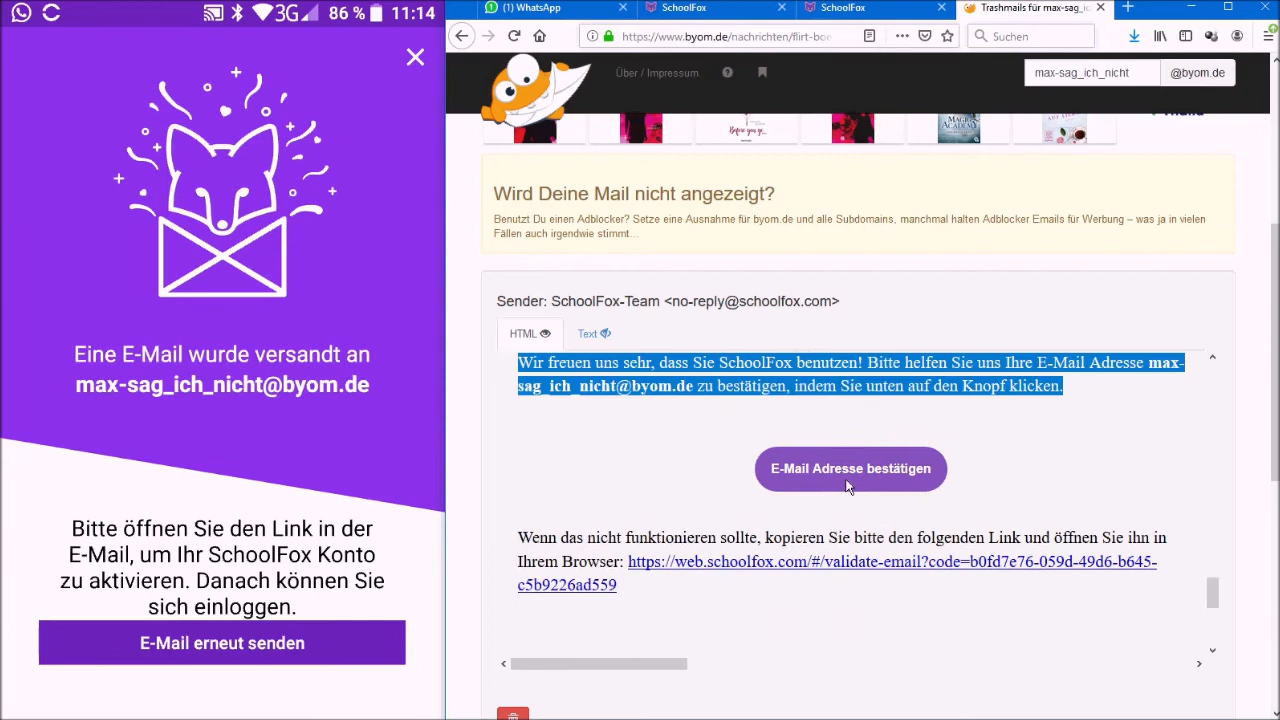 3G 86 % 11:14
Eine E-Mail wurde versandt an
max-sag_ich_nicht@byom.de
Bitte öffnen Sie den Link in der
E-Mail, um Ihr SchoolFox Konto
zu aktivieren. Danach können Sie
sich einloggen.
E-Mail erneut senden
(1) WhatsApp
SchoolFox
SchoolFox
Trashmails für max-sag_ic
https://www.byom.de/nachrichten/flirt-boe
Suchen
Über / Impressum
max-sag_ich_nicht
@byom.de
Before you go...
MAGIC
ACADEMY
Wird Deine Mail nicht angezeigt?
Benutzt Du einen Adblocker? Setze eine Ausnahme für byom.de und alle Subdomains, manchmal halten Adblocker Emails für Werbung – was ja in vielen
Fällen auch irgendwie stimmt...
Sender: SchoolFox-Team <no-reply@schoolfox.com>
HTML
Text
Wir freuen uns sehr, dass Sie SchoolFox benutzen! Bitte helfen Sie uns Ihre E-Mail Adresse max-
sag_ich_nicht@byom.de zu bestätigen, indem Sie unten auf den Knopf klicken.
E-Mail Adresse bestätigen
Wenn das nicht funktionieren sollte, kopieren Sie bitte den folgenden Link und öffnen Sie ihn in
Ihrem Browser: https://web.schoolfox.com/#/validate-email?code=b0fd7e76-059d-49d6-b645-
c5b9226ad559